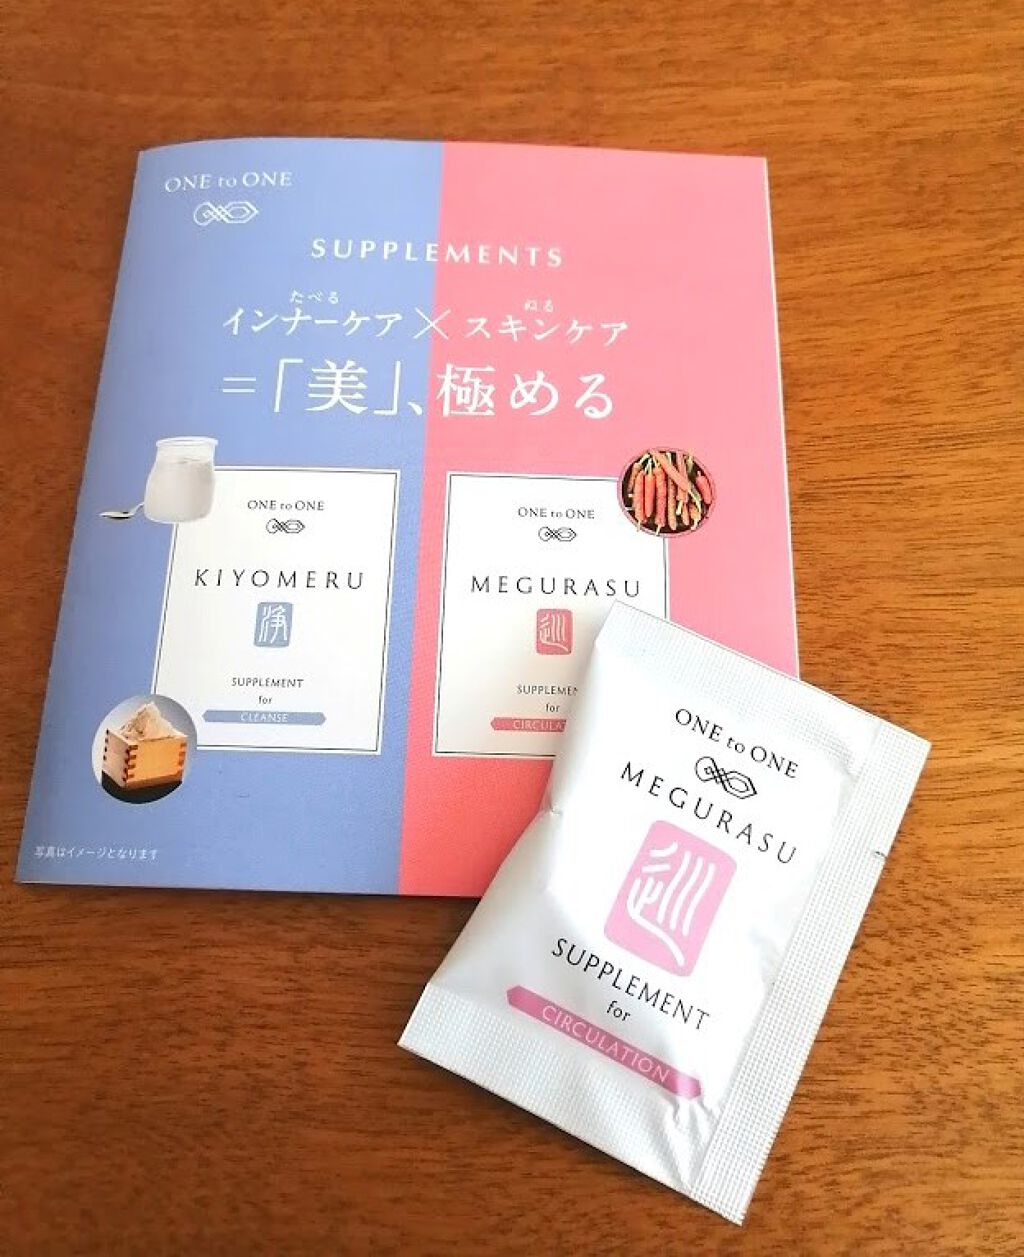 ONE to ONE
SUPPLEMENTS
たべる ぬる
インナーケア×スキンケア
=「美」、極める
ONE to ONE
KIYOMERU
浄
SUPPLEMENT
for
CLEANSE
ONE to ONE
MEGURASU
巡
SUPPLEMEN
for
CIRCULAT
写真はイメージとなります
ONE to ONE
MEGURASU
巡
SUPPLEMENT
for
CIRCULATION